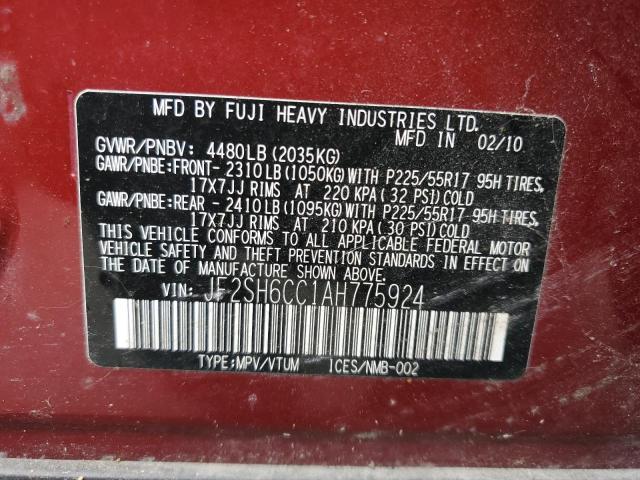 MFD BY FUJI HEAVY INDUSTRIES LTD.
MFD IN 02/10
GVWR/PNBV: 4480LB (2035KG)
GAWR/PNBE:FRONT- 2310LB (1050KG) WITH P225/55R17 95H TIRES,
17X7JJ RIMS AT 220 KPA ( 32 PSI) COLD
GAWR/PNBE:REAR - 2410LB (1095KG) WITH P225/55R17 95H TIRES,
17X7JJ RIMS AT 210 KPA ( 30 PSI) COLD
THIS VEHICLE CONFORMS TO ALL APPLICABLE FEDERAL MOTOR
VEHICLE SAFETY AND THEFT PREVENTION STANDARDS IN EFFECT
ON THE DATE OF MANUFACTURE SHOWN ABOVE.
VIN: JF2SH6CC1AH775924
TYPE:MPV/VTUM ICES/NMB-002